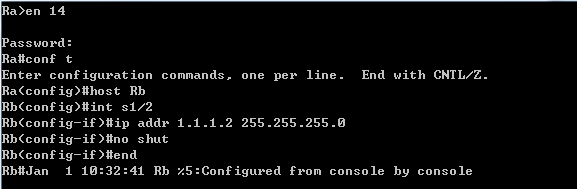 Ra>en 14
Password:
Ra#conf t
Enter configuration commands, one per line.  End with CNTL/Z.
Ra(config)#host Rb
Rb(config)#int s1/2
Rb(config-if)#ip addr 1.1.1.2 255.255.255.0
Rb(config-if)#no shut
Rb(config-if)#end
Rb#Jan  1 10:32:41 Rb %5:Configured from console by console